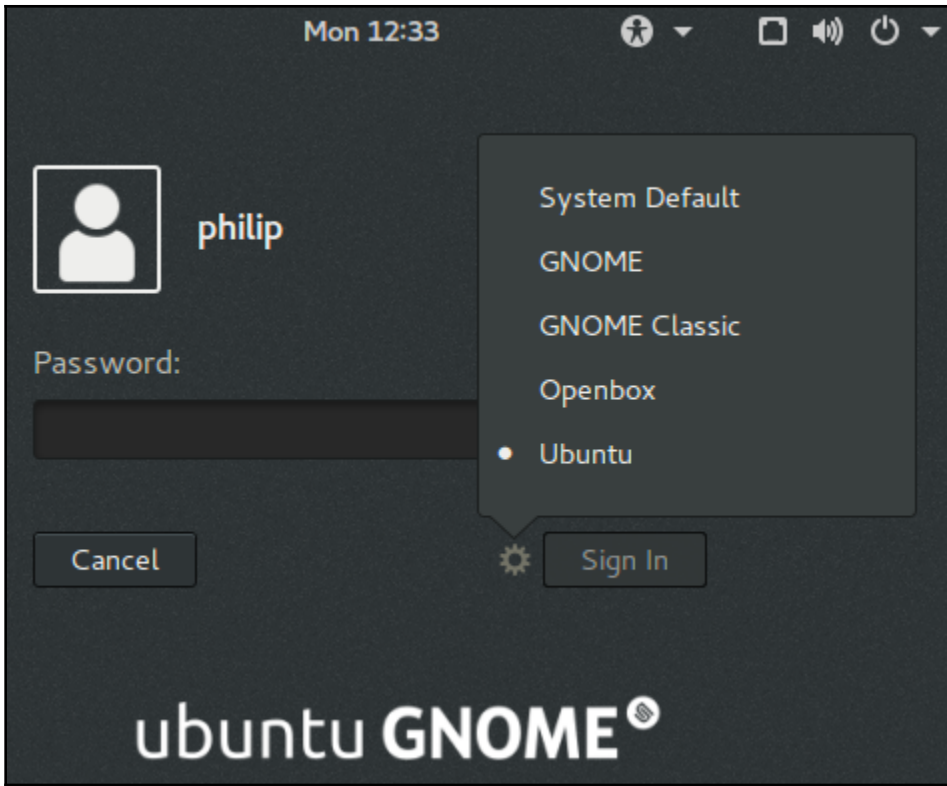 Mon 12:33
philip
Password:
System Default
GNOME
GNOME Classic
Openbox
Ubuntu
Cancel
Sign In
ubuntu GNOME